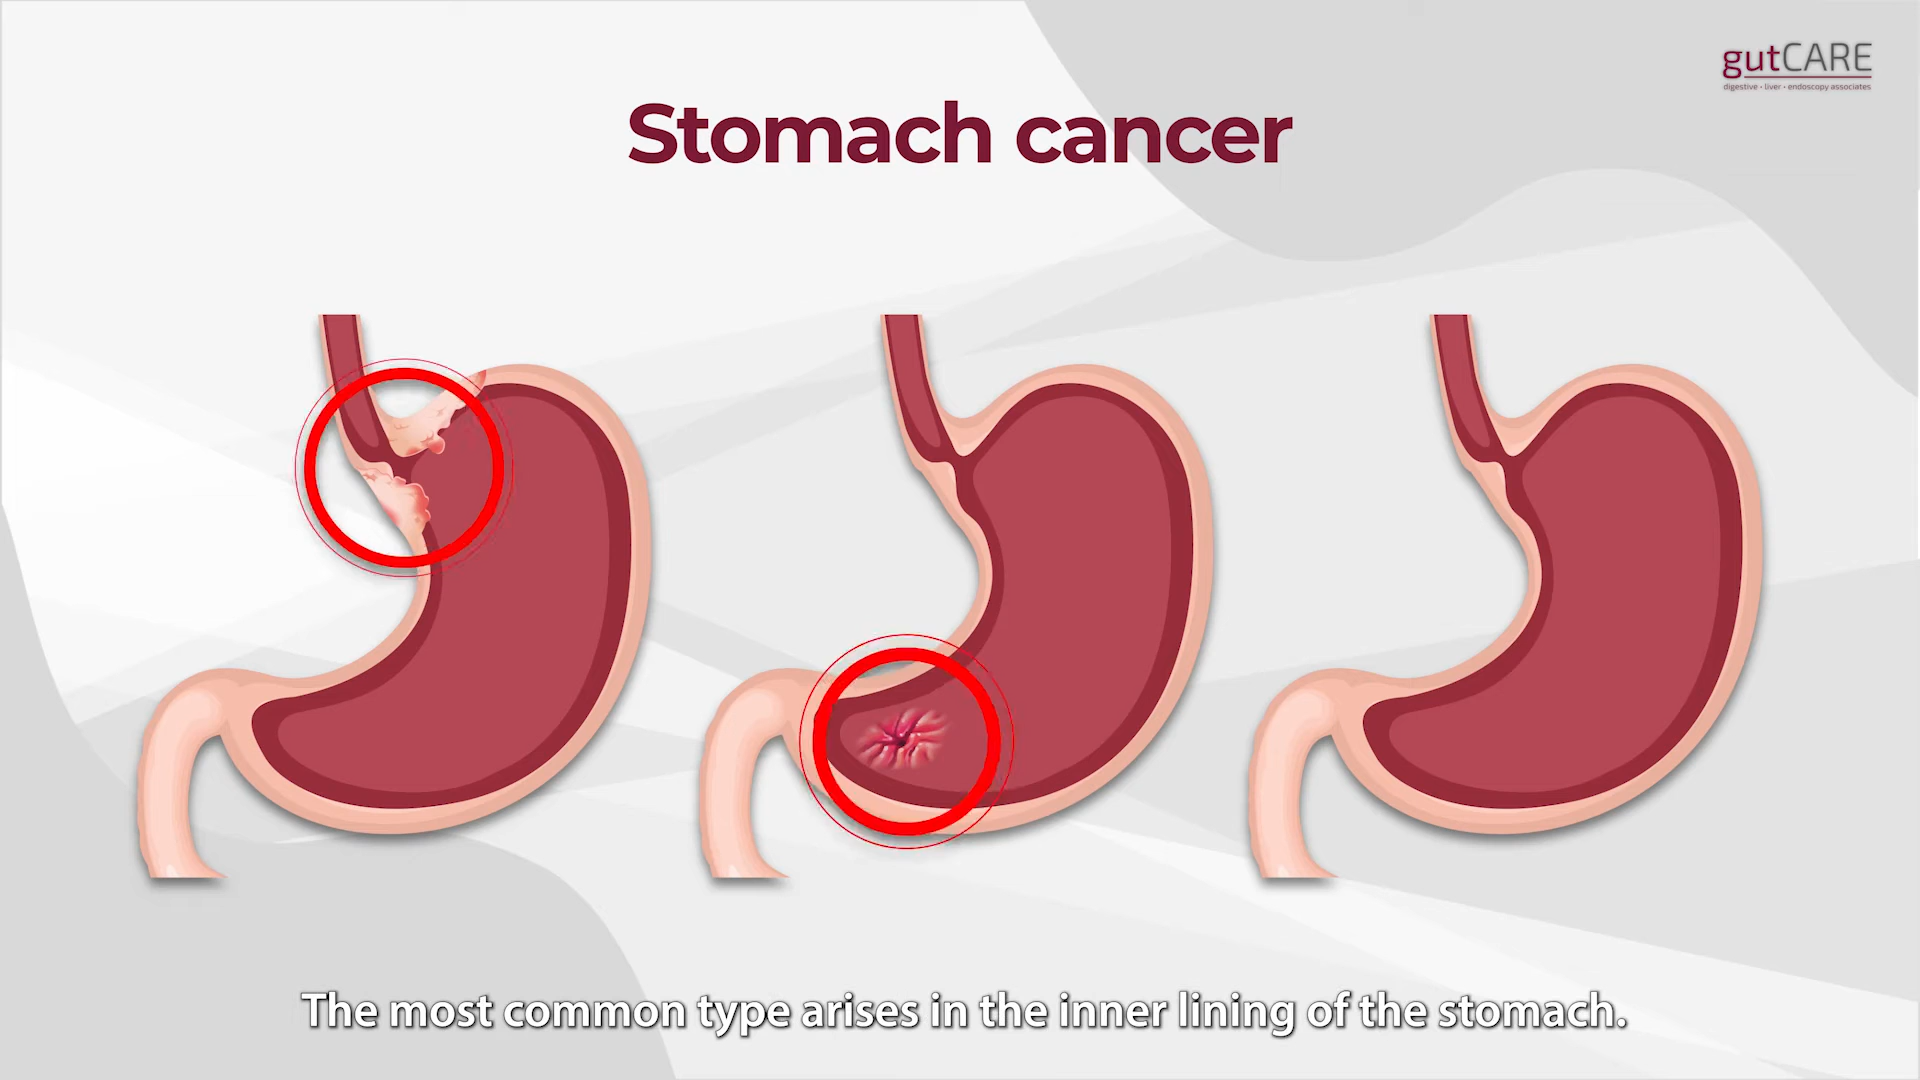 gutCARE
digestive • liver • endoscopy associates
Stomach cancer
The most common type arises in the inner lining of the stomach.